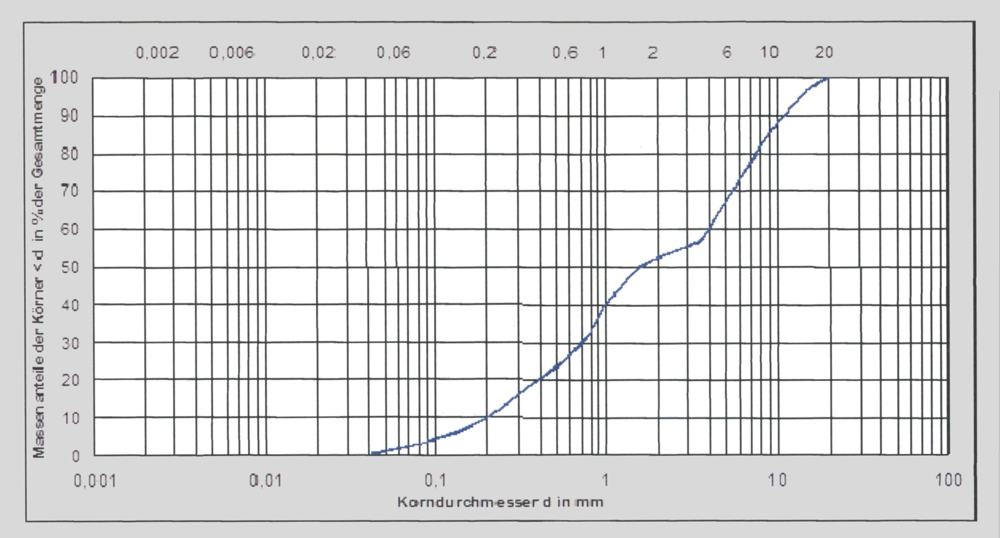 0,002 0,006 0,02 0,06 0,2 0,6 1 2 6 10 20
Massenanteile der Körner < d in % der Gesamtmenge
100
90
80
70
60
50
40
30
20
10
0
0,001 0,01 0,1 1 10 100
Korndurchmesser d in mm